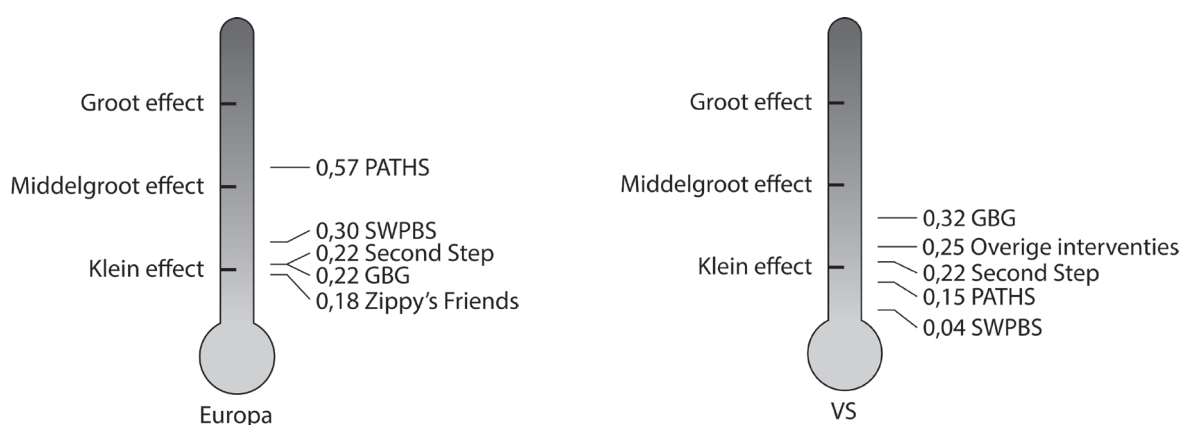 Groot effect
Middelgroot effect
Klein effect
0,57 PATHS
0,30 SWPBS
0,22 Second Step
0,22 GBG
0,18 Zippy's Friends
Europa
Groot effect
Middelgroot effect
Klein effect
0,32 GBG
0,25 Overige interventies
0,22 Second Step
0,15 PATHS
0,04 SWPBS
VS